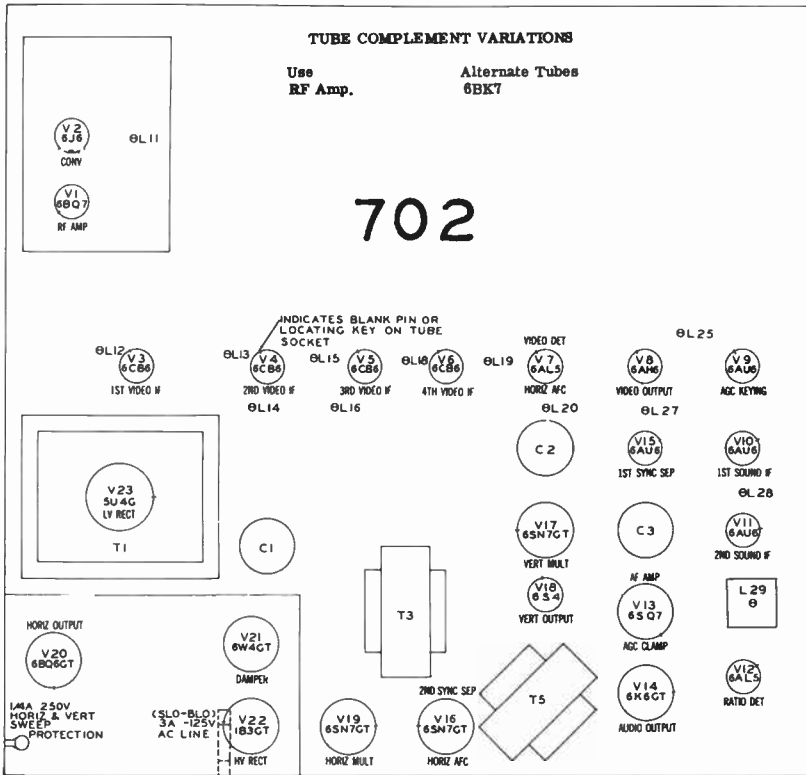 TUBE COMPLEMENT VARIATIONS
Use Alternate Tubes
RF Amp. 6BK7
V2
6J6
CONV
θL11
V1
6BQ7
RF AMP
702
INDICATES BLANK PIN OR
LOCATING KEY ON TUBE
SOCKET
θL12
V3
6CB6
1ST VIDEO IF
θL13
V4
6CB6
2ND VIDEO IF
θL14
θL15
V5
6CB6
3RD VIDEO IF
θL16
θL18
V6
6CB6
4TH VIDEO IF
θL19
VIDEO DET
V7
6AL5
HORIZ AFC
θL20
V8
6AH6
VIDEO OUTPUT
θL25
V9
6AU6
AGC KEYING
θL27
V23
5U4G
LV RECT
T1
C1
C2
V15
6AU6
1ST SYNC SEP
V10
6AU6
1ST SOUND IF
θL28
V17
6SN7GT
VERT MULT
C3
V11
6AU6
2ND SOUND IF
T3
V18
6S4
VERT OUTPUT
AF AMP
V13
6SQ7
AGC CLAMP
L29
θ
HORIZ OUTPUT
V20
6BQ6GT
V21
6W4GT
DAMPER
1/4A 250V
HORIZ & VERT
SWEEP
PROTECTION
(SLO-BLO)
3A -125V
AC LINE
V22
1B3GT
HV RECT
V19
6SN7GT
HORIZ MULT
2ND SYNC SEP
V16
6SN7GT
HORIZ AFC
T5
V14
6K6GT
AUDIO OUTPUT
V12
6AL5
RATIO DET